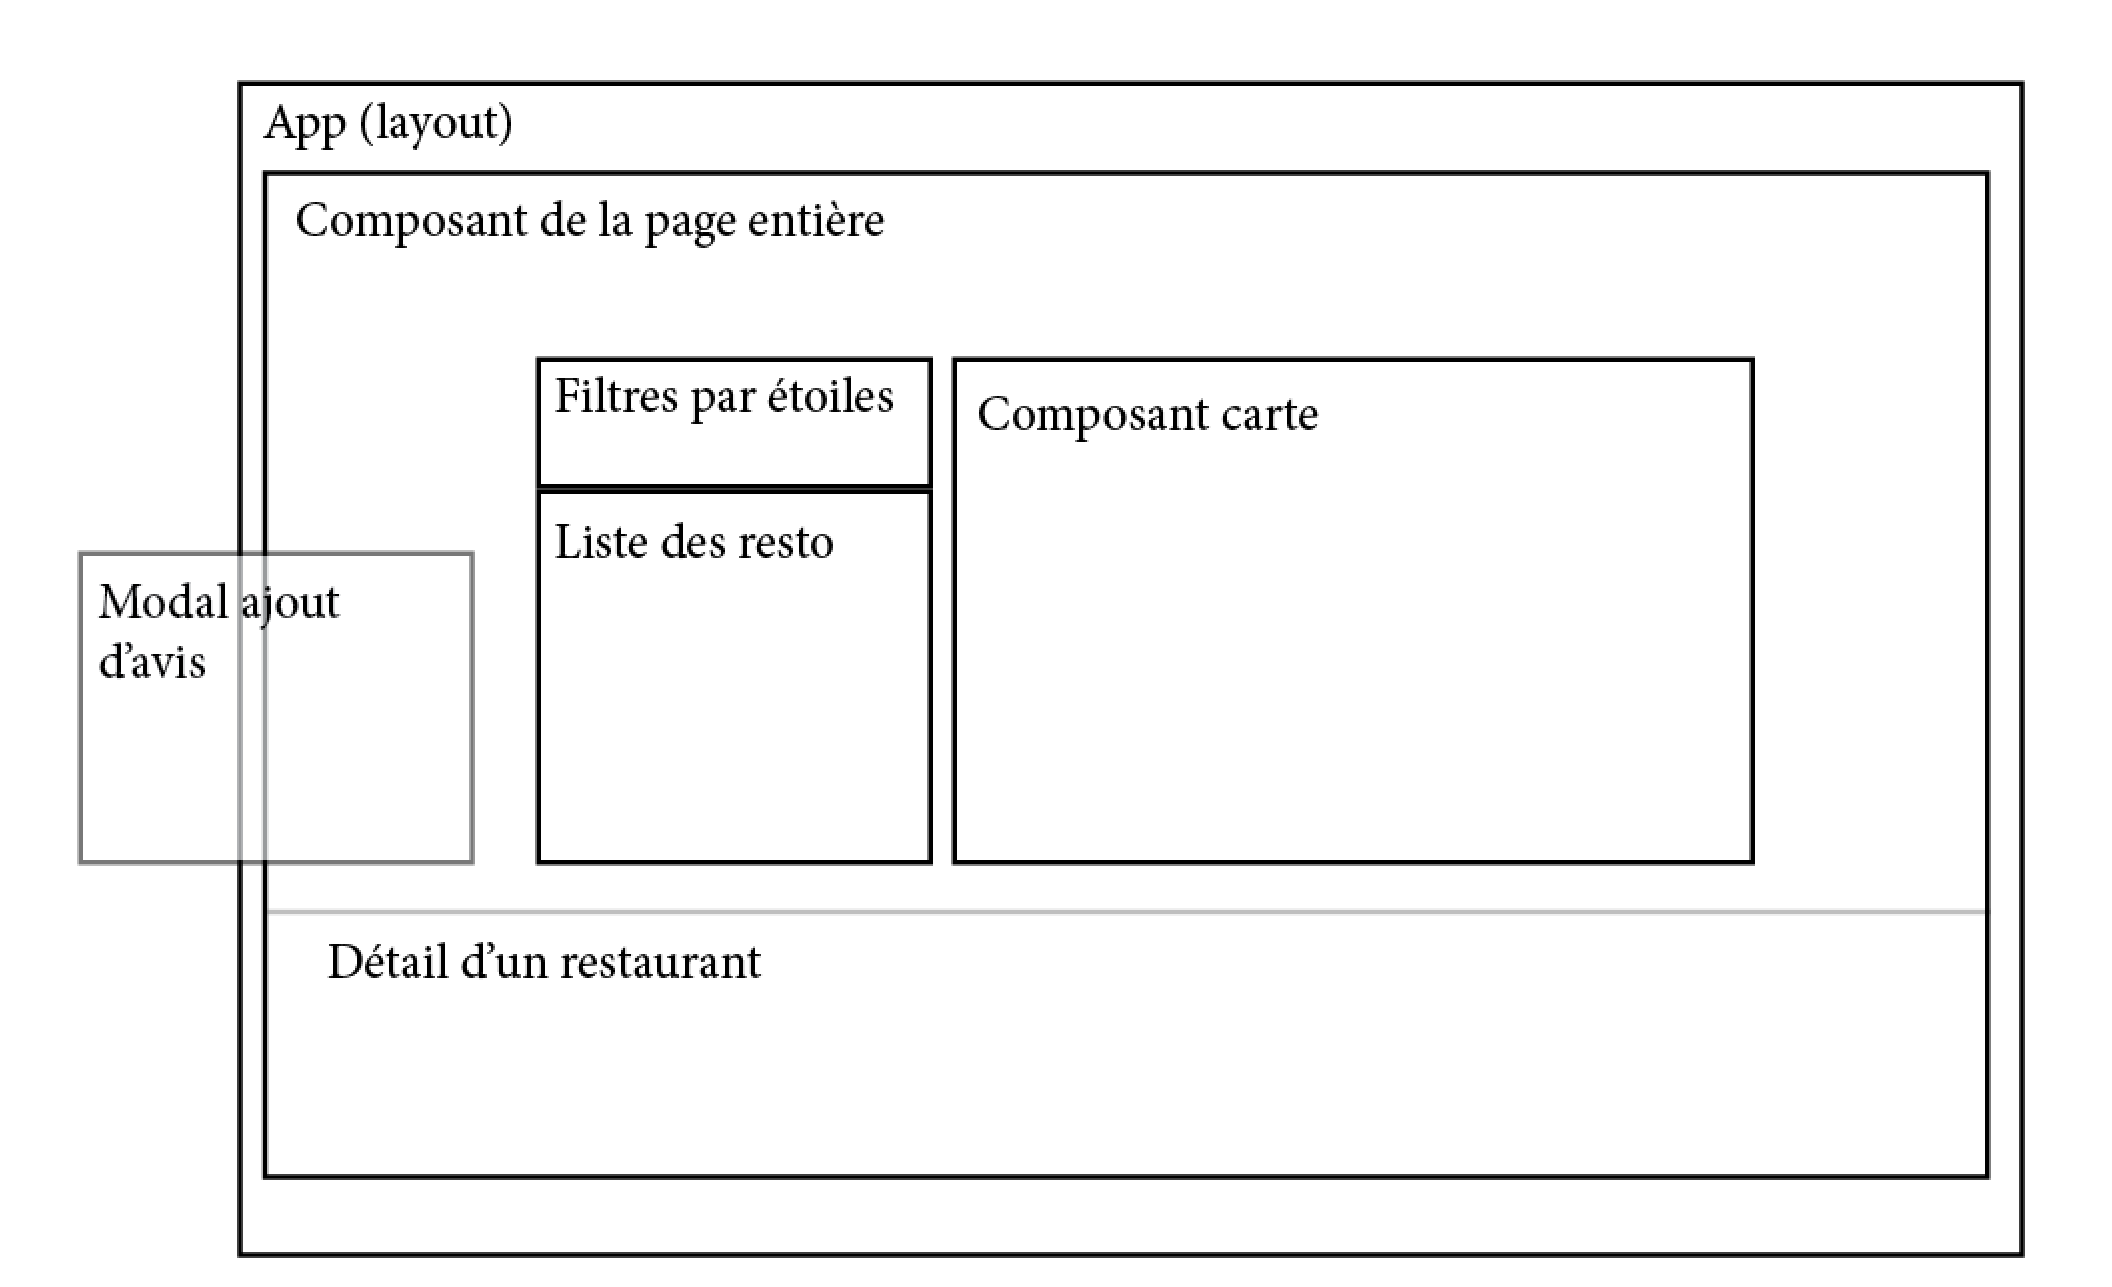 App (layout)
Composant de la page entière
Filtres par étoiles
Composant carte
Liste des resto
Modal ajout
d’avis
Détail d’un restaurant